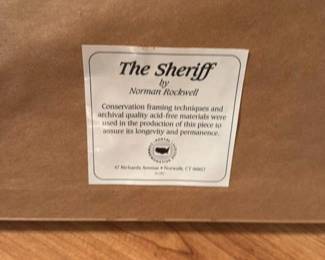 The Sheriff
by
Norman Rockwell
Conservation framing techniques and
archival quality acid-free materials were
used in the production of this piece to
assure its longevity and permanence.
47 Richards Avenue • Norwalk, CT 06857